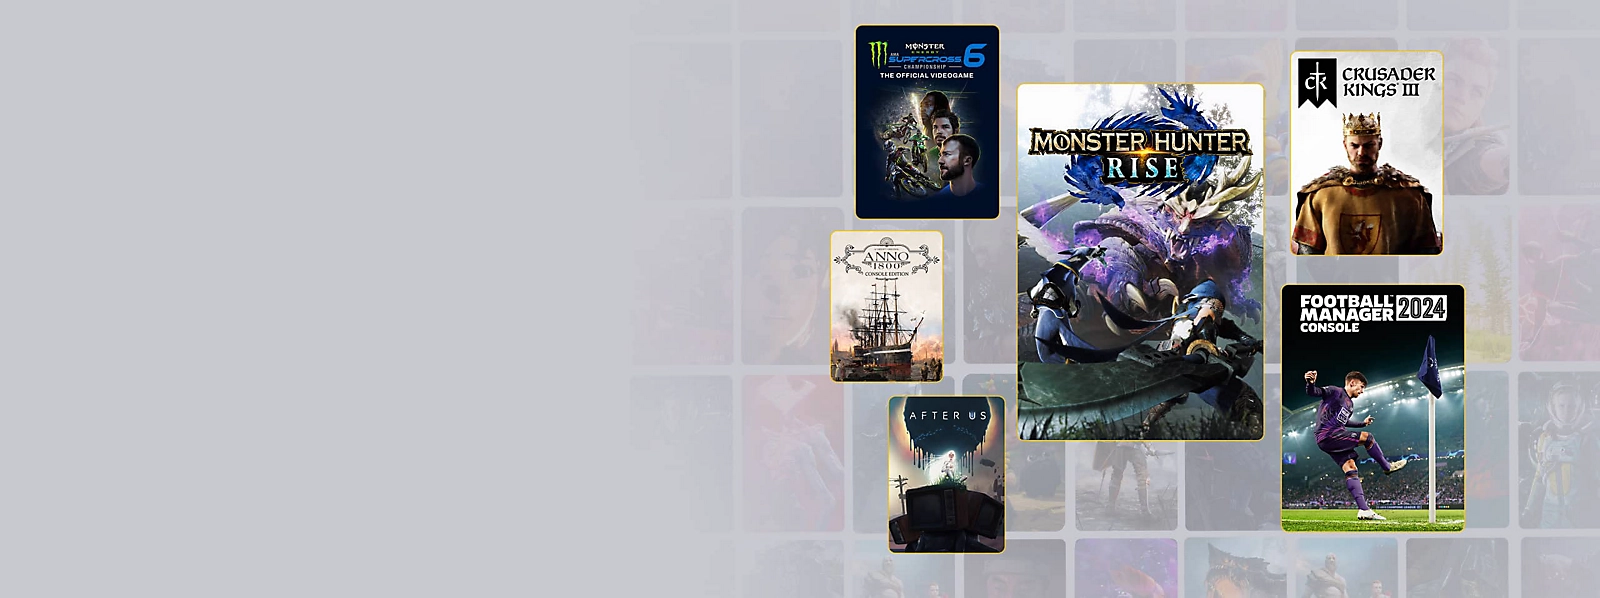 MONSTER
ENERGY
AMA
SUPERCROSS 6
CHAMPIONSHIP
THE OFFICIAL VIDEOGAME
MONSTER HUNTER
RISE
CK
CRUSADER
KINGS III
ANNO
1800
CONSOLE EDITION
FOOTBALL
MANAGER 2024
CONSOLE
AFTER US